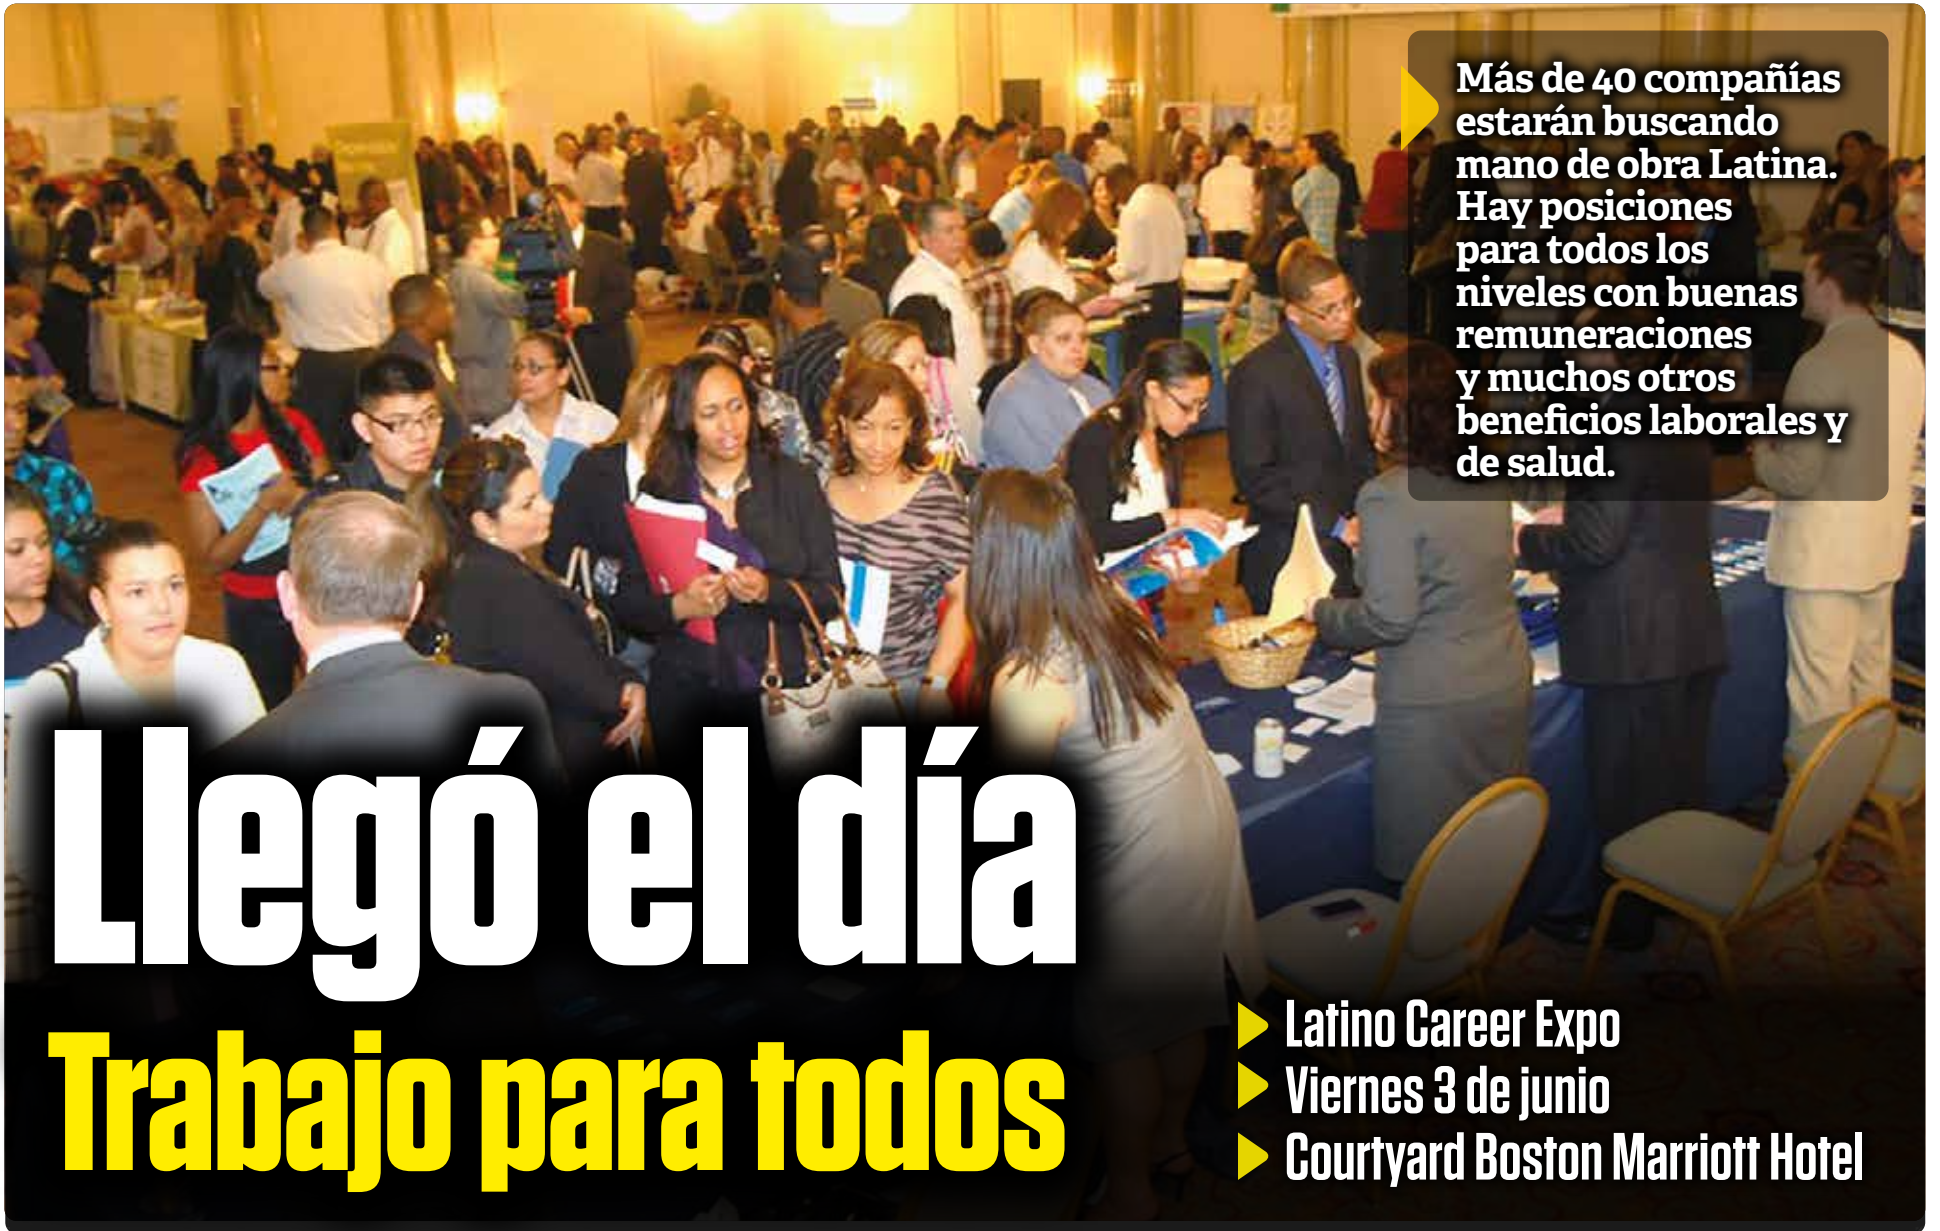 Más de 40 compañías
estarán buscando
mano de obra Latina.
Hay posiciones
para todos los
niveles con buenas
remuneraciones
y muchos otros
beneficios laborales y
de salud.
Llegó el día
Trabajo para todos
Latino Career Expo
Viernes 3 de junio
Courtyard Boston Marriott Hotel